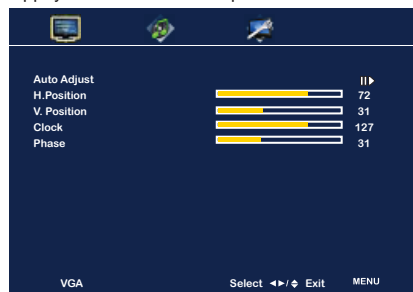 Auto Adjust
H.Position 72
V. Position 31
Clock 127
Phase 31
VGA Select ◄►/♦ Exit MENU